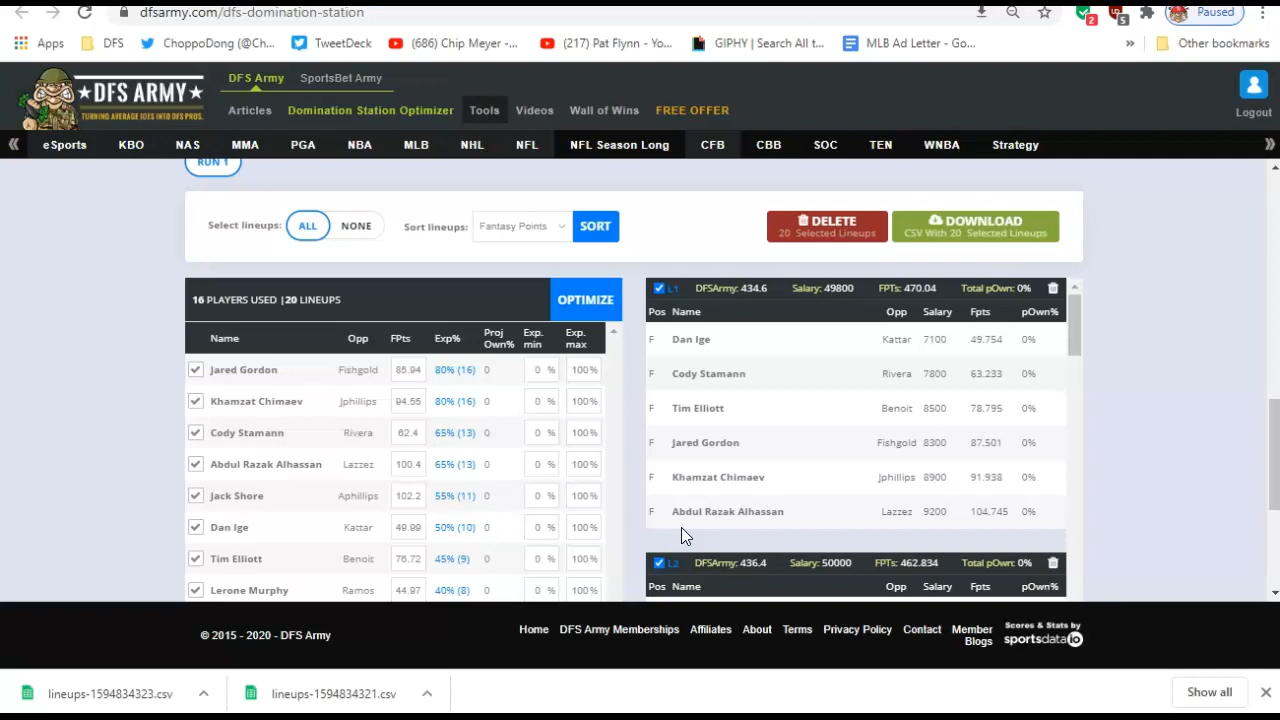 dfsarmy.com/dfs-domination-station
2
5
Paused
Apps
DFS
ChoppoDong (@Ch...
TweetDeck
(686) Chip Meyer -...
(217) Pat Flynn - Yo...
GIPHY | Search All t...
MLB Ad Letter - Go...
»
Other bookmarks
DFS ARMY
TURNING AVERAGE JOES INTO DFS PROS.
DFS Army
SportsBet Army
Articles
Domination Station Optimizer
Tools
Videos
Wall of Wins
FREE OFFER
Logout
eSports
KBO
NAS
MMA
PGA
NBA
MLB
NHL
NFL
NFL Season Long
CFB
CBB
SOC
TEN
WNBA
Strategy
RUN 1
Select lineups:
ALL
NONE
Sort lineups:
Fantasy Points
SORT
DELETE
20 Selected Lineups
DOWNLOAD
CSV With 20 Selected Lineups
16 PLAYERS USED |20 LINEUPS
OPTIMIZE
Name Opp FPts Exp% Proj Own% Exp. min Exp. max
Jared Gordon Fishgold 85.94 80% (16) 0 0 % 100%
Khamzat Chimaev Jphillips 94.55 80% (16) 0 0 % 100%
Cody Stamann Rivera 62.4 65% (13) 0 0 % 100%
Abdul Razak Alhassan Lazzez 100.4 65% (13) 0 0 % 100%
Jack Shore Aphillips 102.2 55% (11) 0 0 % 100%
Dan Ige Kattar 49.99 50% (10) 0 0 % 100%
Tim Elliott Benoit 76.72 45% (9) 0 0 % 100%
Lerone Murphy Ramos 44.97 40% (8) 0 0 % 100%
L1 DFSArmy: 434.6 Salary: 49800 FPTs: 470.04 Total pOwn: 0%
Pos Name Opp Salary Fpts pOwn%
F Dan Ige Kattar 7100 49.754 0%
F Cody Stamann Rivera 7800 63.233 0%
F Tim Elliott Benoit 8500 78.795 0%
F Jared Gordon Fishgold 8300 87.501 0%
F Khamzat Chimaev Jphillips 8900 91.938 0%
F Abdul Razak Alhassan Lazzez 9200 104.745 0%
L2 DFSArmy: 436.4 Salary: 50000 FPTs: 462.834 Total pOwn: 0%
Pos Name Opp Salary Fpts pOwn%
© 2015 - 2020 - DFS Army
Home
DFS Army Memberships
Affiliates
About
Terms
Privacy Policy
Contact
Member
Blogs
Scores & Stats by
sportsdataio
lineups-1594834323.csv
lineups-1594834321.csv
Show all